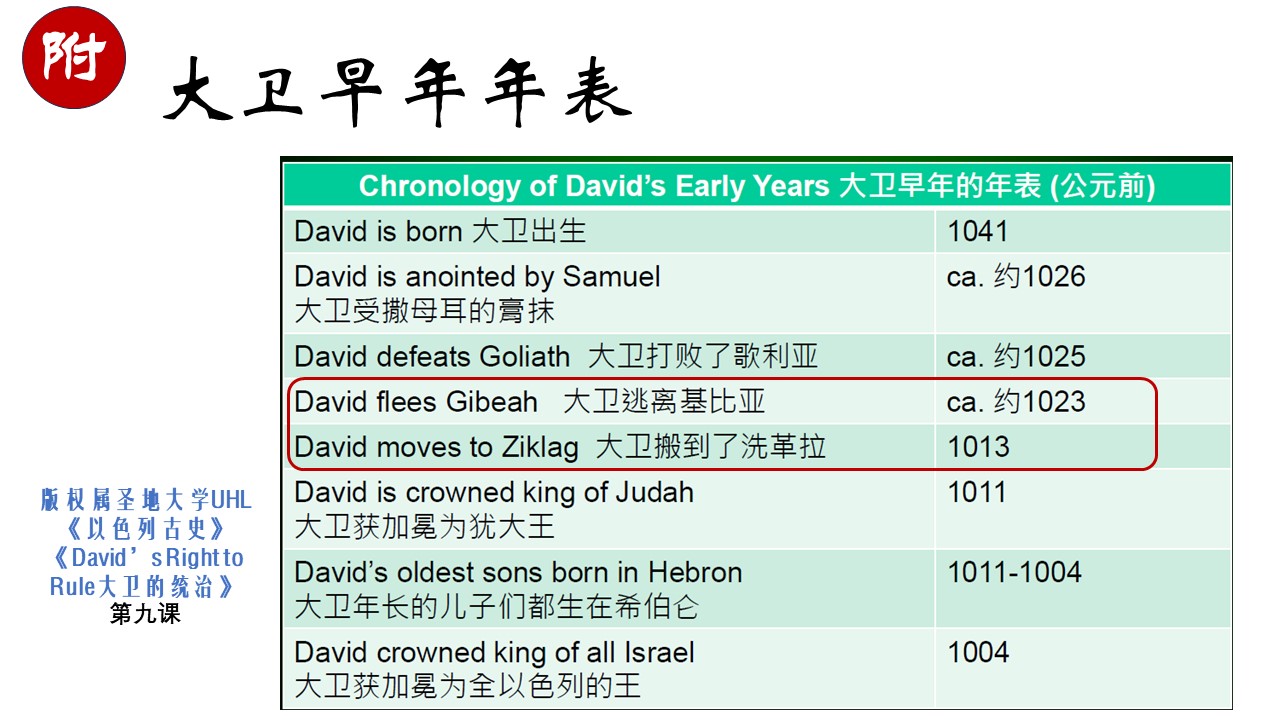 附
大卫早年年表
Chronology of David's Early Years 大卫早年的年表 (公元前)
David is born 大卫出生 1041
David is anointed by Samuel ca. 约1026
大卫受撒母耳的膏抹
David defeats Goliath 大卫打败了歌利亚 ca. 约1025
David flees Gibeah 大卫逃离基比亚 ca. 约1023
David moves to Ziklag 大卫搬到了洗革拉 1013
David is crowned king of Judah 1011
大卫获加冕为犹大王
David's oldest sons born in Hebron 1011-1004
大卫年长的儿子们都生在希伯仑
David crowned king of all Israel 1004
大卫获加冕为全以色列的王
版权属圣地大学UHL
《以色列古史》
《David’s Right to
Rule大卫的统治》
第九课